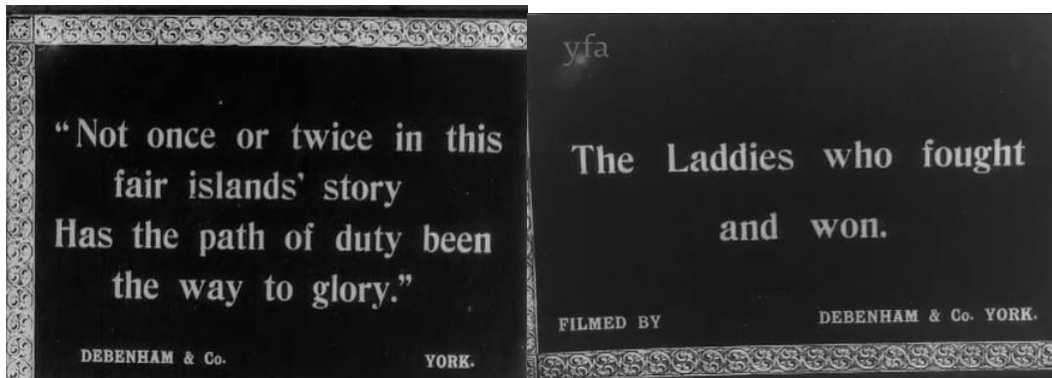 “Not once or twice in this
fair islands’ story
Has the path of duty been
the way to glory.”
DEBENHAM & Co. YORK.
yfa
The Laddies who fought
and won.
FILMED BY DEBENHAM & Co. YORK.